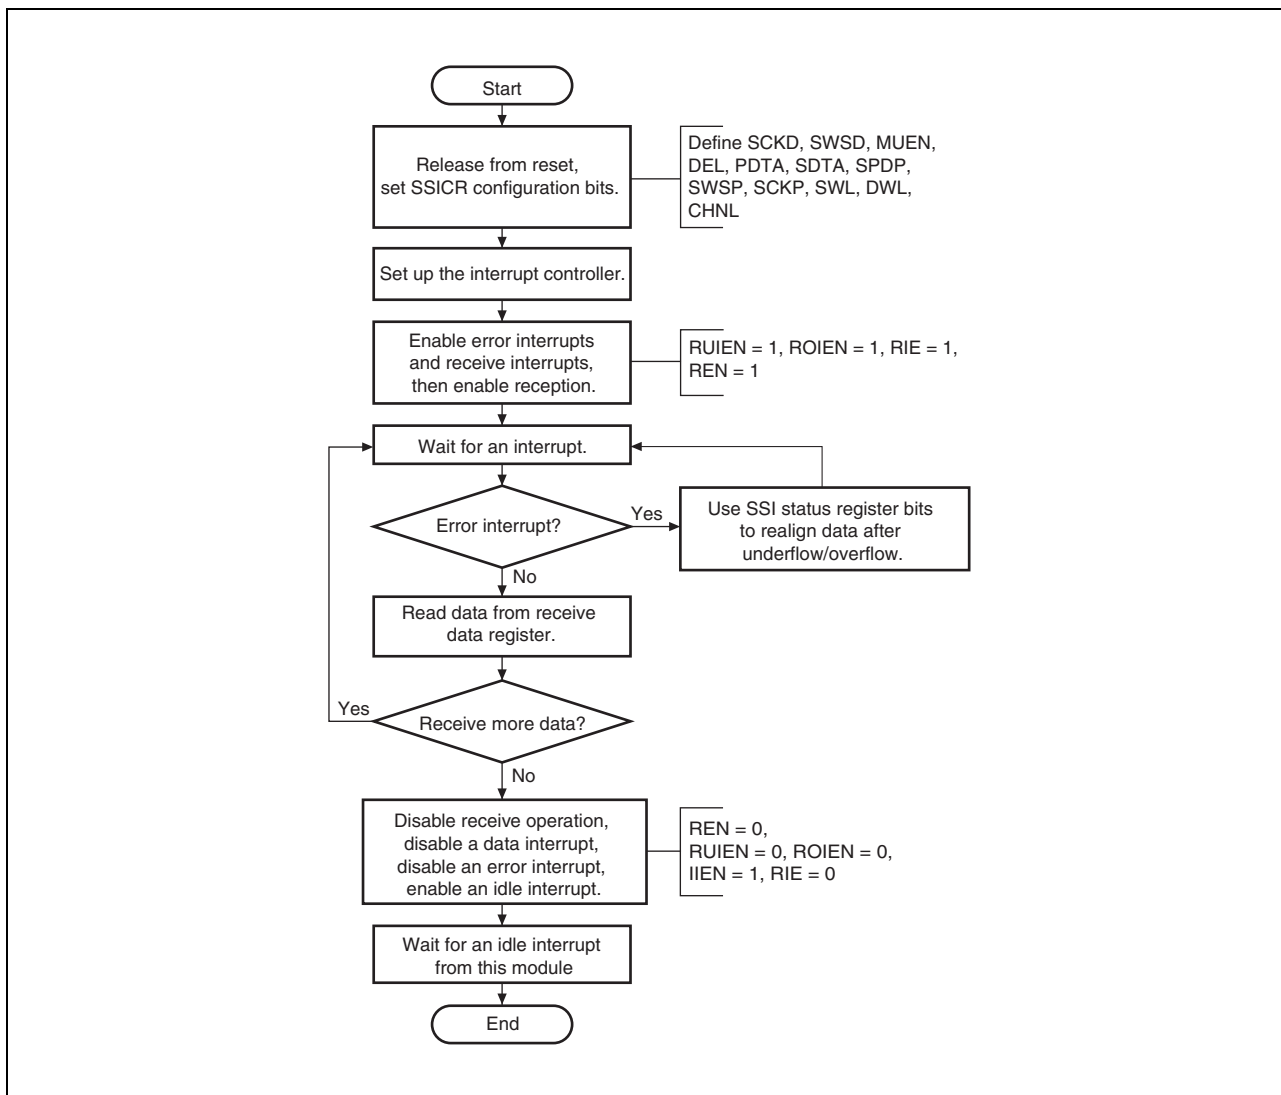 Start
Release from reset,
set SSICR configuration bits.
Define SCKD, SWSD, MUEN,
DEL, PDTA, SDTA, SPDP,
SWSP, SCKP, SWL, DWL,
CHNL
Set up the interrupt controller.
Enable error interrupts
and receive interrupts,
then enable reception.
RUIEN = 1, ROIEN = 1, RIE = 1,
REN = 1
Wait for an interrupt.
Error interrupt?
Yes
Use SSI status register bits
to realign data after
underflow/overflow.
No
Read data from receive
data register.
Yes
Receive more data?
No
Disable receive operation,
disable a data interrupt,
disable an error interrupt,
enable an idle interrupt.
REN = 0,
RUIEN = 0, ROIEN = 0,
IIEN = 1, RIE = 0
Wait for an idle interrupt
from this module
End